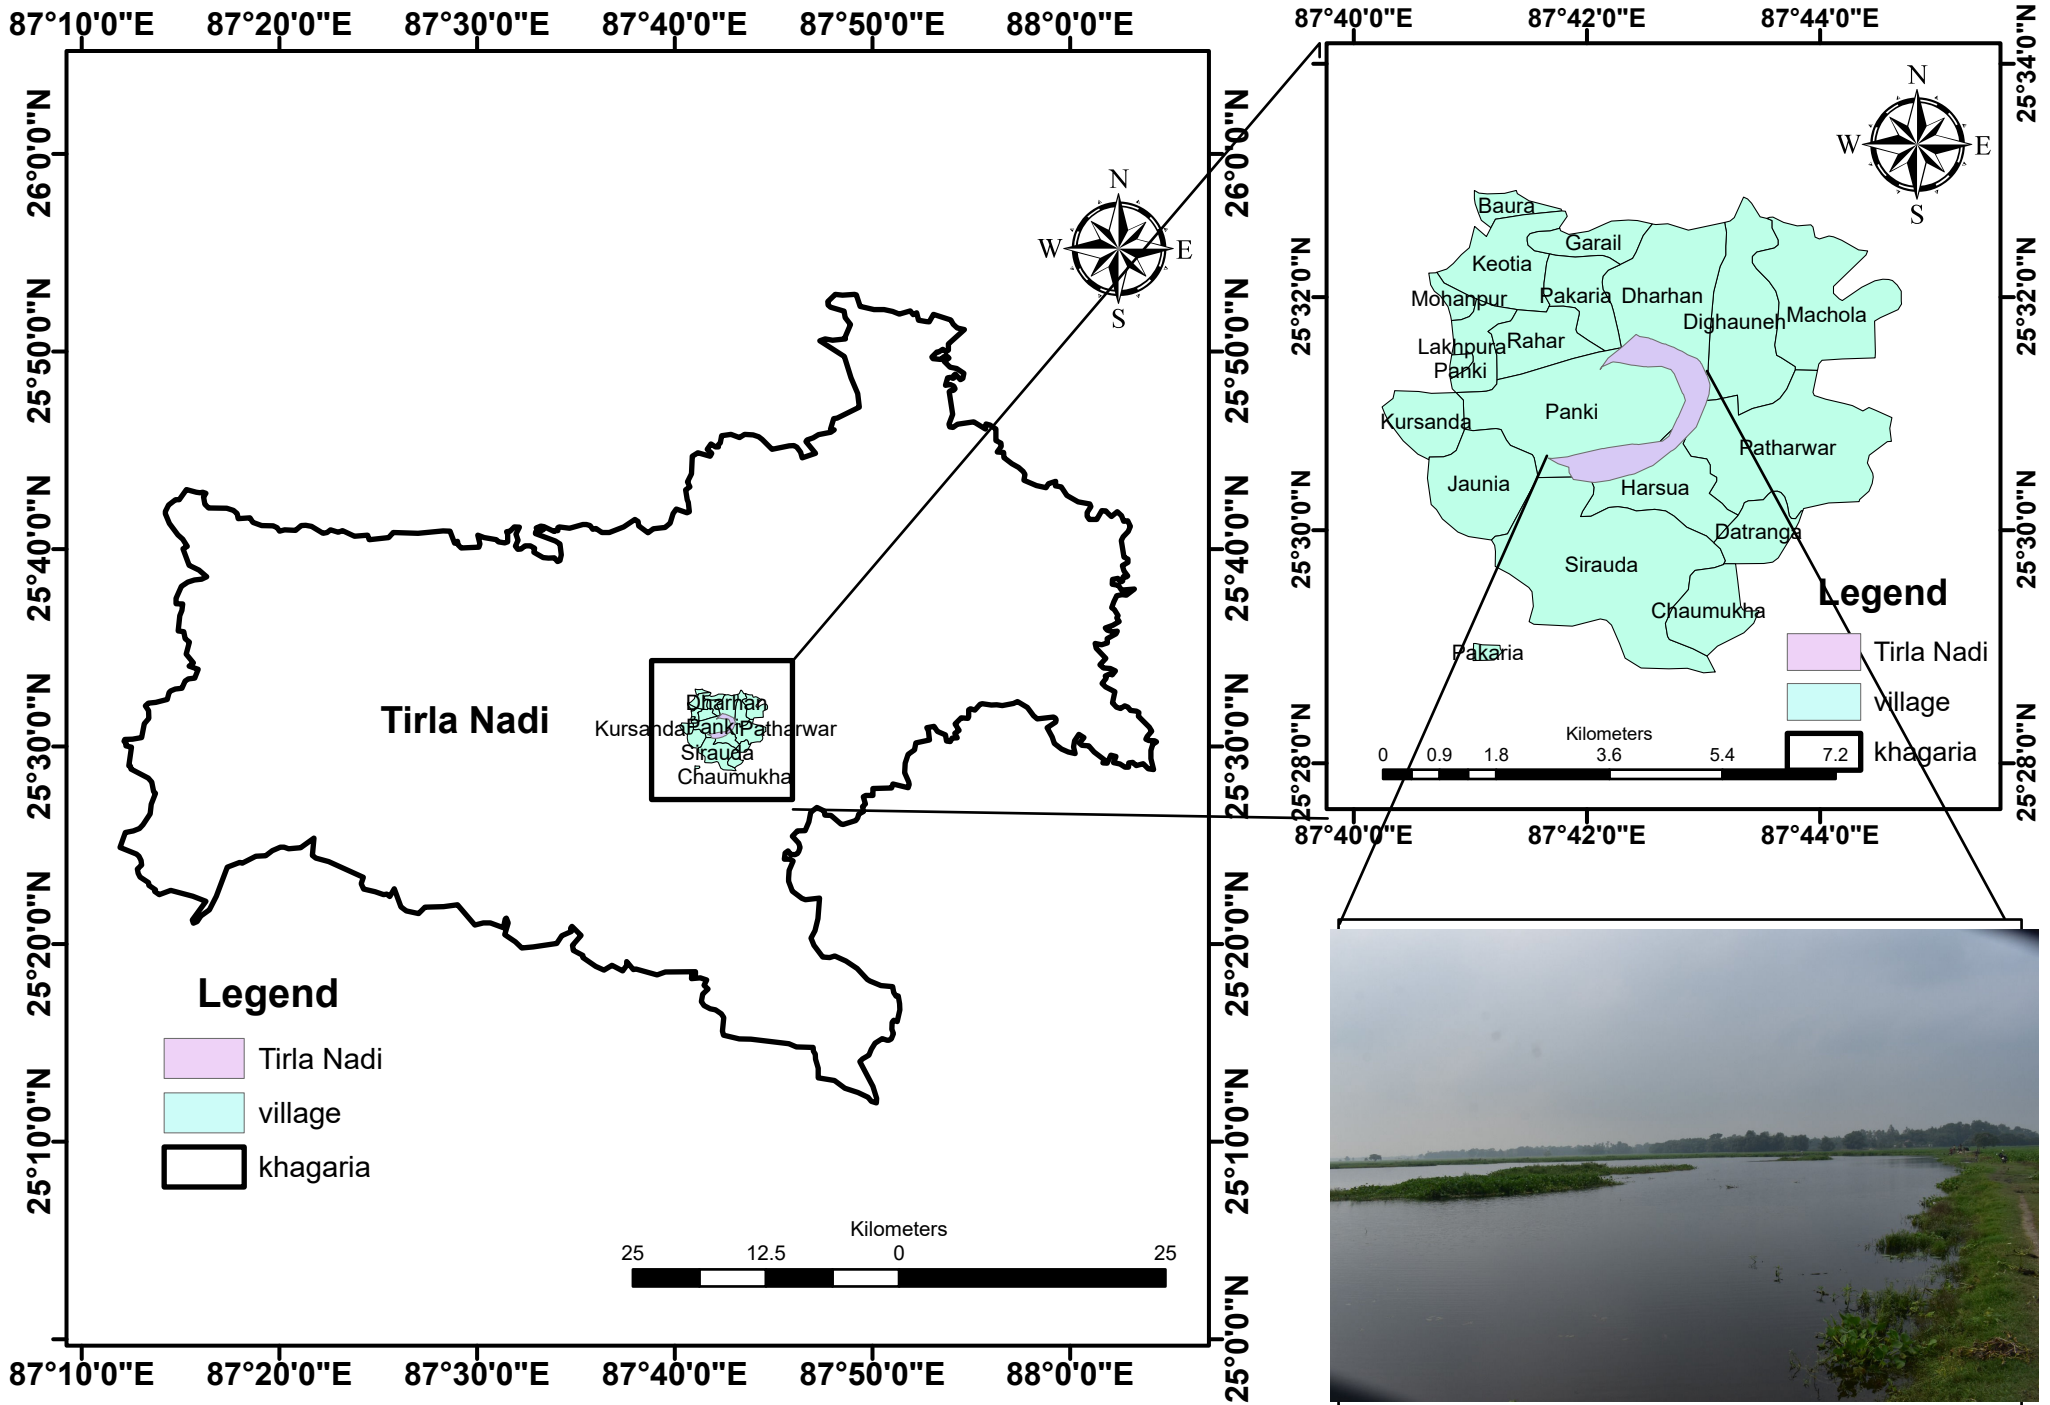 87°10'0"E 87°20'0"E 87°30'0"E 87°40'0"E 87°50'0"E 88°0'0"E
26°0'0"N
25°50'0"N
25°40'0"N
25°30'0"N
25°20'0"N
25°10'0"N
N
W E
S
Tirla Nadi
Dharhan
Kursanda Panki Patharwar
Sirauda
Chaumukha
Legend
Tirla Nadi
village
khagaria
Kilometers
25 12.5 0 25
26°0'0"N
25°50'0"N
25°40'0"N
25°30'0"N
25°20'0"N
25°10'0"N
25°0'0"N
87°10'0"E 87°20'0"E 87°30'0"E 87°40'0"E 87°50'0"E 88°0'0"E
87°40'0"E 87°42'0"E 87°44'0"E
25°32'0"N
25°30'0"N
25°28'0"N
N
W E
S
Baura
Garail
Keotia
Mohanpur Pakaria Dharhan
Dighauneh Machola
Lakhpura Rahar
Panki
Kursanda Panki
Patharwar
Jaunia Harsua
Datranga
Sirauda
Chaumukha
Pakaria
Legend
Tirla Nadi
village
khagaria
Kilometers
0 0.9 1.8 3.6 5.4 7.2
25°34'0"N
25°32'0"N
25°30'0"N
25°28'0"N
87°40'0"E 87°42'0"E 87°44'0"E